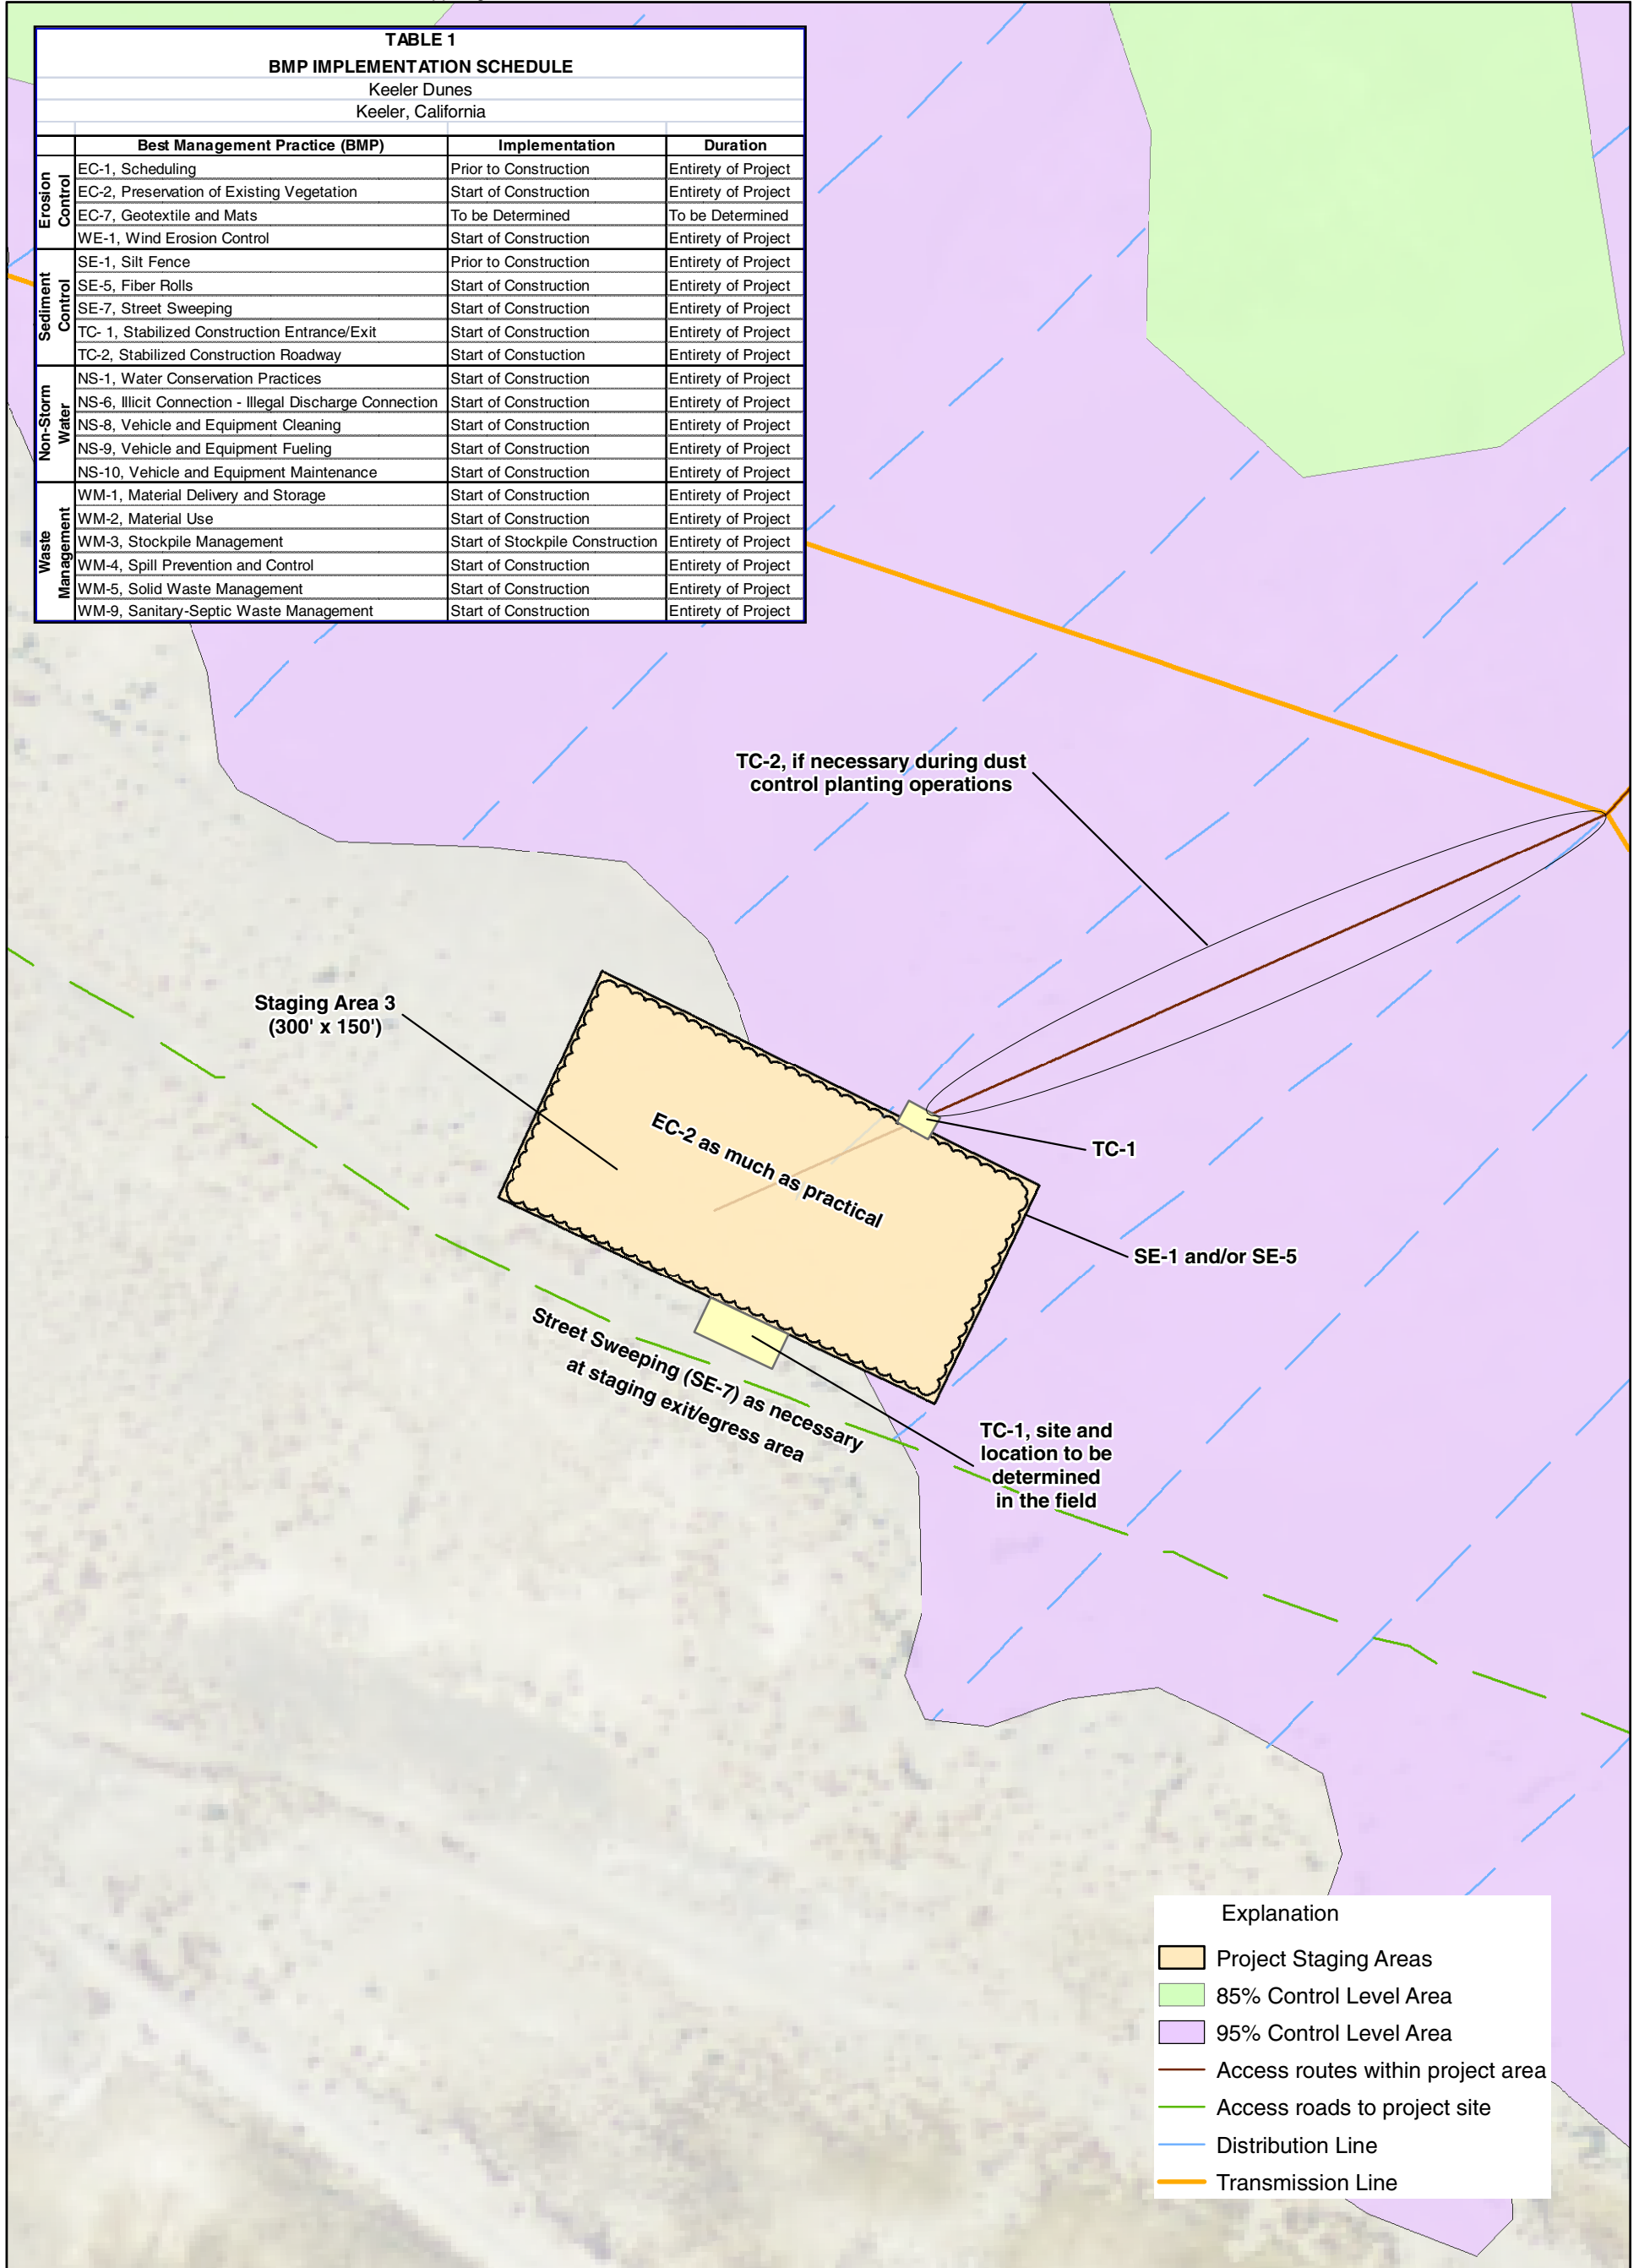 TABLE 1
BMP IMPLEMENTATION SCHEDULE
Keeler Dunes
Keeler, California
Best Management Practice (BMP) Implementation Duration
Erosion Control
EC-1, Scheduling Prior to Construction Entirety of Project
EC-2, Preservation of Existing Vegetation Start of Construction Entirety of Project
EC-7, Geotextile and Mats To be Determined To be Determined
WE-1, Wind Erosion Control Start of Construction Entirety of Project
Sediment Control
SE-1, Silt Fence Prior to Construction Entirety of Project
SE-5, Fiber Rolls Start of Construction Entirety of Project
SE-7, Street Sweeping Start of Construction Entirety of Project
TC- 1, Stabilized Construction Entrance/Exit Start of Construction Entirety of Project
TC-2, Stabilized Construction Roadway Start of Constuction Entirety of Project
Non-Storm Water
NS-1, Water Conservation Practices Start of Construction Entirety of Project
NS-6, Illicit Connection - Illegal Discharge Connection Start of Construction Entirety of Project
NS-8, Vehicle and Equipment Cleaning Start of Construction Entirety of Project
NS-9, Vehicle and Equipment Fueling Start of Construction Entirety of Project
NS-10, Vehicle and Equipment Maintenance Start of Construction Entirety of Project
Waste Management
WM-1, Material Delivery and Storage Start of Construction Entirety of Project
WM-2, Material Use Start of Construction Entirety of Project
WM-3, Stockpile Management Start of Stockpile Construction Entirety of Project
WM-4, Spill Prevention and Control Start of Construction Entirety of Project
WM-5, Solid Waste Management Start of Construction Entirety of Project
WM-9, Sanitary-Septic Waste Management Start of Construction Entirety of Project
TC-2, if necessary during dust
control planting operations
Staging Area 3
(300' x 150')
EC-2 as much as practical
TC-1
SE-1 and/or SE-5
Street Sweeping (SE-7) as necessary
at staging exit/egress area
TC-1, site and
location to be
determined
in the field
Explanation
Project Staging Areas
85% Control Level Area
95% Control Level Area
Access routes within project area
Access roads to project site
Distribution Line
Transmission Line